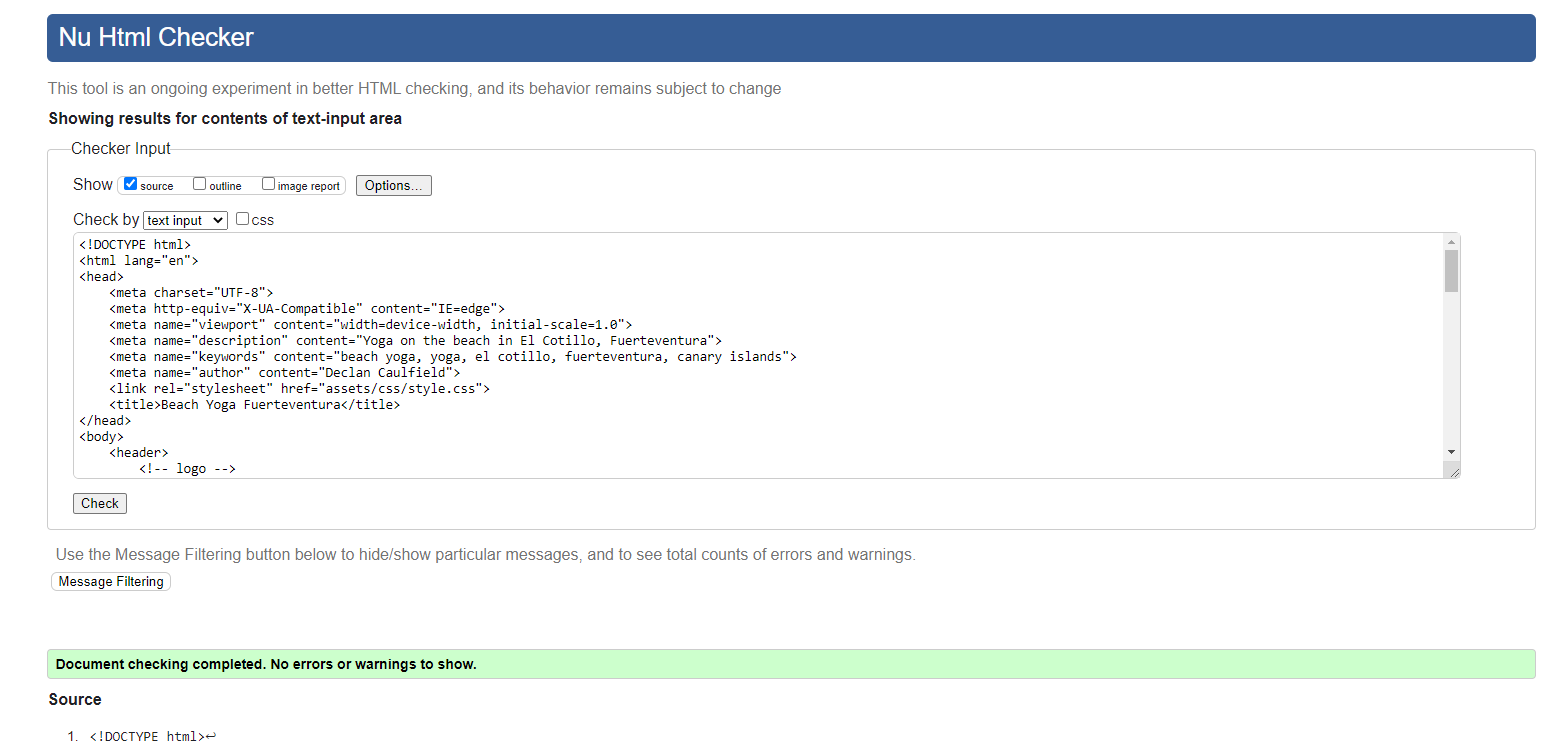 Nu Html Checker
This tool is an ongoing experiment in better HTML checking, and its behavior remains subject to change
Showing results for contents of text-input area
Checker Input
Show source outline image report Options...
Check by text input css
<!DOCTYPE html>
<html lang="en">
<head>
    <meta charset="UTF-8">
    <meta http-equiv="X-UA-Compatible" content="IE=edge">
    <meta name="viewport" content="width=device-width, initial-scale=1.0">
    <meta name="description" content="Yoga on the beach in El Cotillo, Fuerteventura">
    <meta name="keywords" content="beach yoga, yoga, el cotillo, fuerteventura, canary islands">
    <meta name="author" content="Declan Caulfield">
    <link rel="stylesheet" href="assets/css/style.css">
    <title>Beach Yoga Fuerteventura</title>
</head>
<body>
    <header>
        <!-- logo -->
Check
Use the Message Filtering button below to hide/show particular messages, and to see total counts of errors and warnings.
Message Filtering
Document checking completed. No errors or warnings to show.
Source
1. <!DOCTYPE html>↩